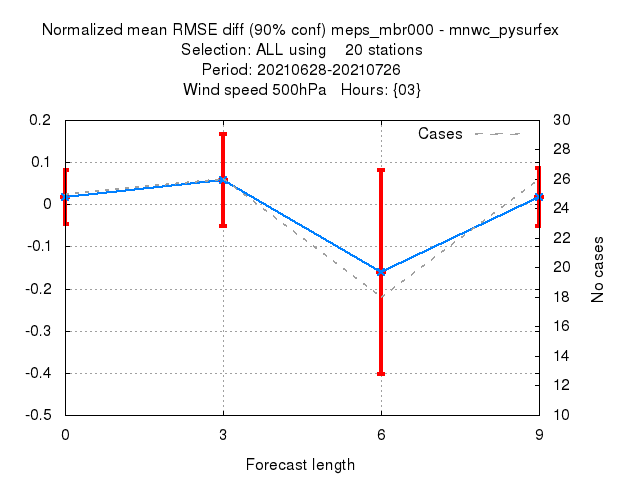 Normalized mean RMSE diff (90% conf) meps_mbr000 - mnwc_pysurfex
Selection: ALL using    20 stations
Period: 20210628-20210726
Wind speed 500hPa   Hours: {03}
Cases
0.2
0.1
0
-0.1
-0.2
-0.3
-0.4
-0.5
30
28
26
24
22
20
18
16
14
12
10
No cases
0 3 6 9
Forecast length